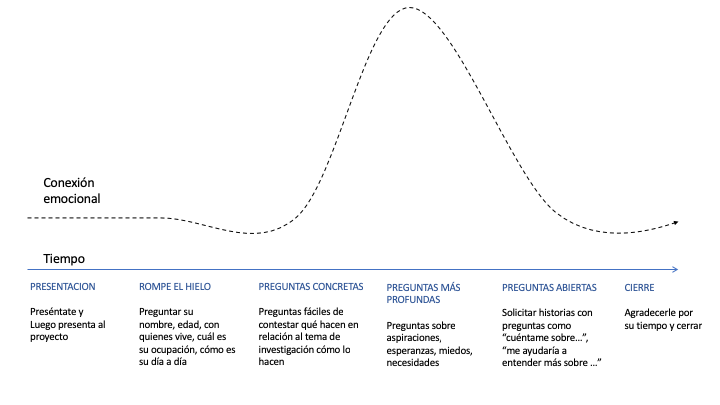 Conexión
emocional
Tiempo
PRESENTACION
Preséntate y
Luego presenta al
proyecto
ROMPE EL HIELO
Preguntar su
nombre, edad, con
quienes vive, cuál es
su ocupación, cómo es
su día a día
PREGUNTAS CONCRETAS
Preguntas fáciles de
contestar qué hacen en
relación al tema de
investigación cómo lo
hacen
PREGUNTAS MÁS
PROFUNDAS
Preguntas sobre
aspiraciones,
esperanzas, miedos,
necesidades
PREGUNTAS ABIERTAS
Solicitar historias con
preguntas como
“cuéntame sobre…”,
“me ayudaría a
entender más sobre …”
CIERRE
Agradecerle por
su tiempo y cerrar